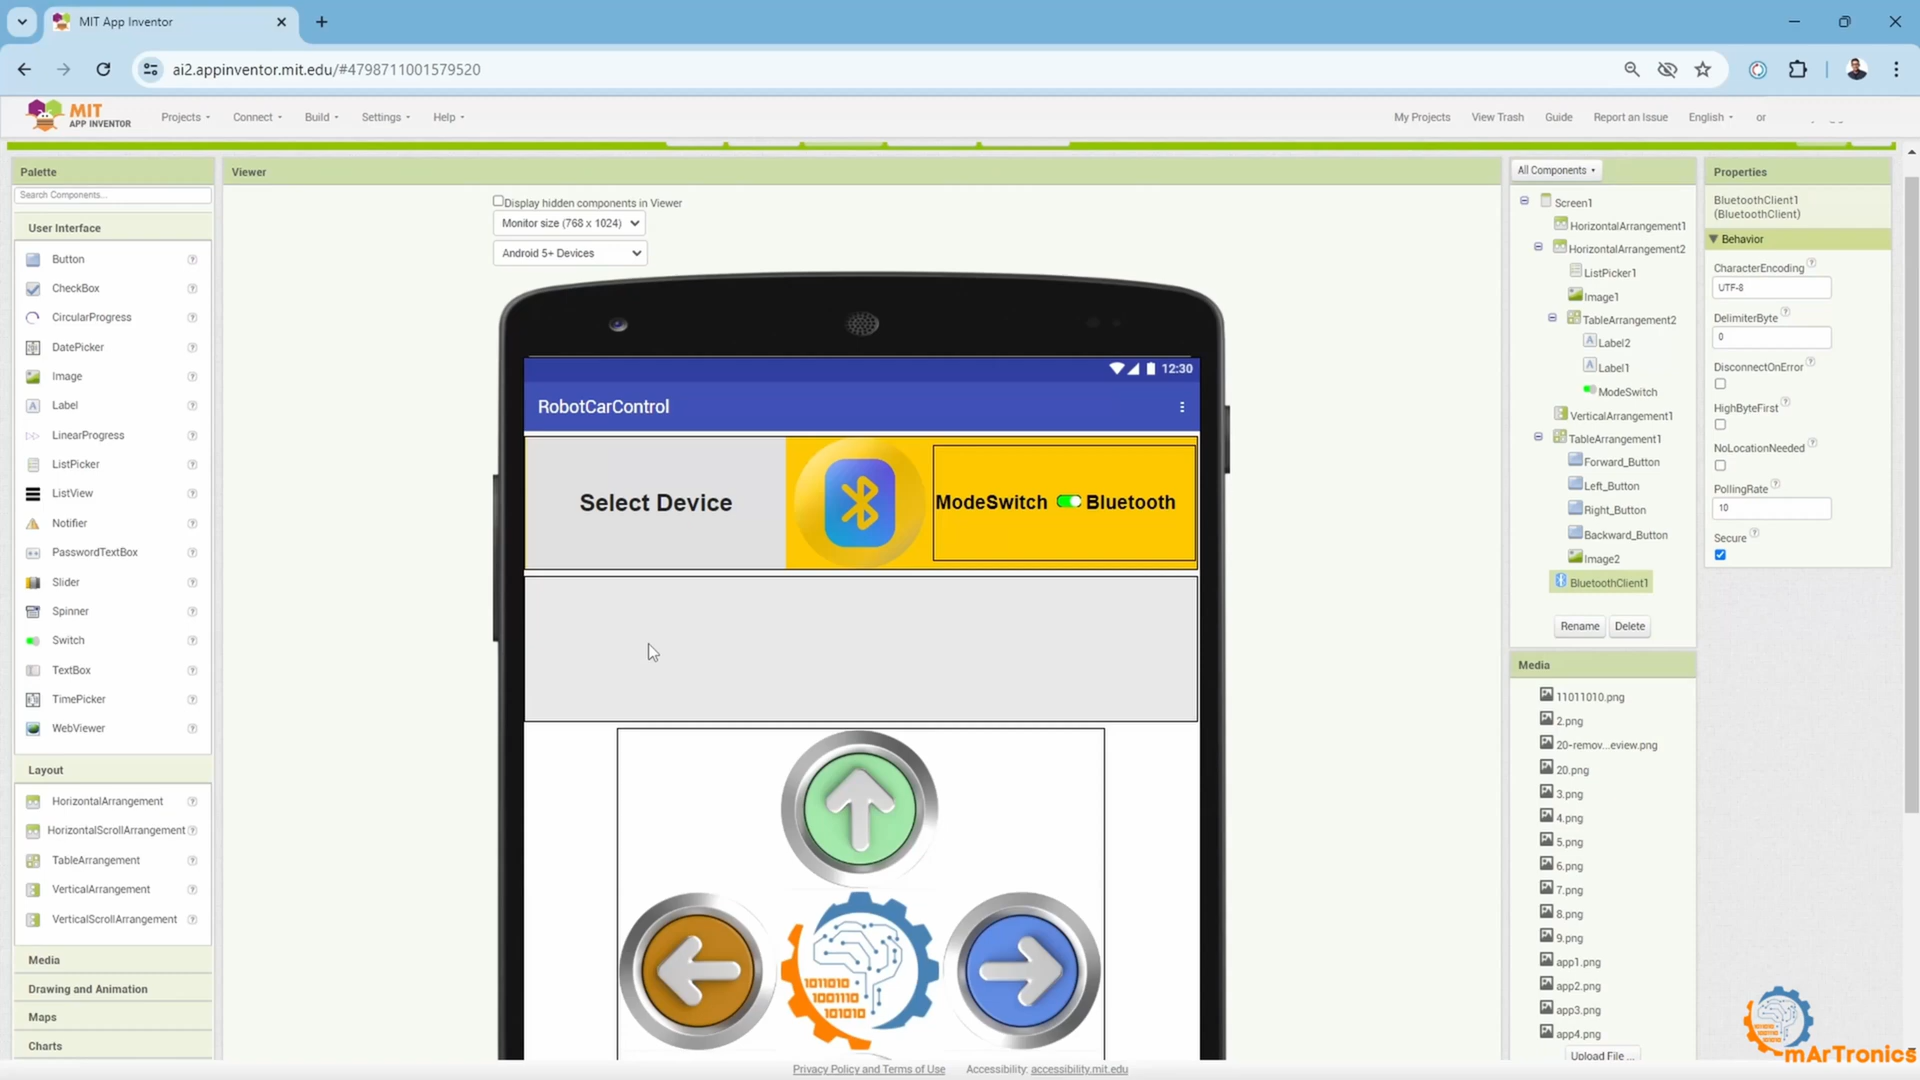 MIT App Inventor
ai2.appinventor.mit.edu/#4798711001579520
MIT
APP INVENTOR
Projects
Connect
Build
Settings
Help
My Projects
View Trash
Guide
Report an Issue
English
Palette
Search Components...
User Interface
Button
CheckBox
CircularProgress
DatePicker
Image
Label
LinearProgress
ListPicker
ListView
Notifier
PasswordTextBox
Slider
Spinner
Switch
TextBox
TimePicker
WebViewer
Layout
HorizontalArrangement
HorizontalScrollArrangement
TableArrangement
VerticalArrangement
VerticalScrollArrangement
Media
Drawing and Animation
Maps
Charts
Viewer
Display hidden components in Viewer
Monitor size (768 x 1024)
Android 5+ Devices
12:30
RobotCarControl
Select Device
ModeSwitch
Bluetooth
1011010
1001110
101010
All Components
Screen1
HorizontalArrangement1
HorizontalArrangement2
ListPicker1
Image1
TableArrangement2
Label2
Label1
ModeSwitch
VerticalArrangement1
TableArrangement1
Forward_Button
Left_Button
Right_Button
Backward_Button
Image2
BluetoothClient1
Rename
Delete
Media
11011010.png
2.png
20-remov...eview.png
20.png
3.png
4.png
5.png
6.png
7.png
8.png
9.png
app1.png
app2.png
app3.png
app4.png
Upload File ...
Properties
BluetoothClient1
(BluetoothClient)
Behavior
CharacterEncoding
UTF-8
DelimiterByte
0
DisconnectOnError
HighByteFirst
NoLocationNeeded
PollingRate
10
Secure
mArTronics
Privacy Policy and Terms of Use
Accessibility: accessibility.mit.edu